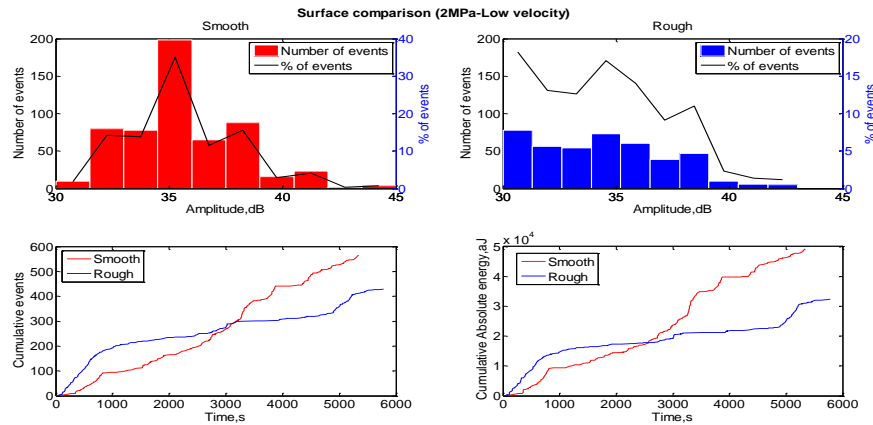 Surface comparison (2MPa-Low velocity)
Smooth
200
150
100
50
0
Number of events
Number of events
% of events
40
30
20
10
0
% of events
30
35
40
45
Amplitude,dB
Rough
200
150
100
50
0
Number of events
Number of events
% of events
20
15
10
5
0
% of events
30
35
40
45
Amplitude,dB
600
500
400
300
200
100
0
Cumulative events
Smooth
Rough
0
1000
2000
3000
4000
5000
6000
Time,s
x 10^4
5
4
3
2
1
0
Cumulative Absolute energy,aJ
Smooth
Rough
0
1000
2000
3000
4000
5000
6000
Time,s